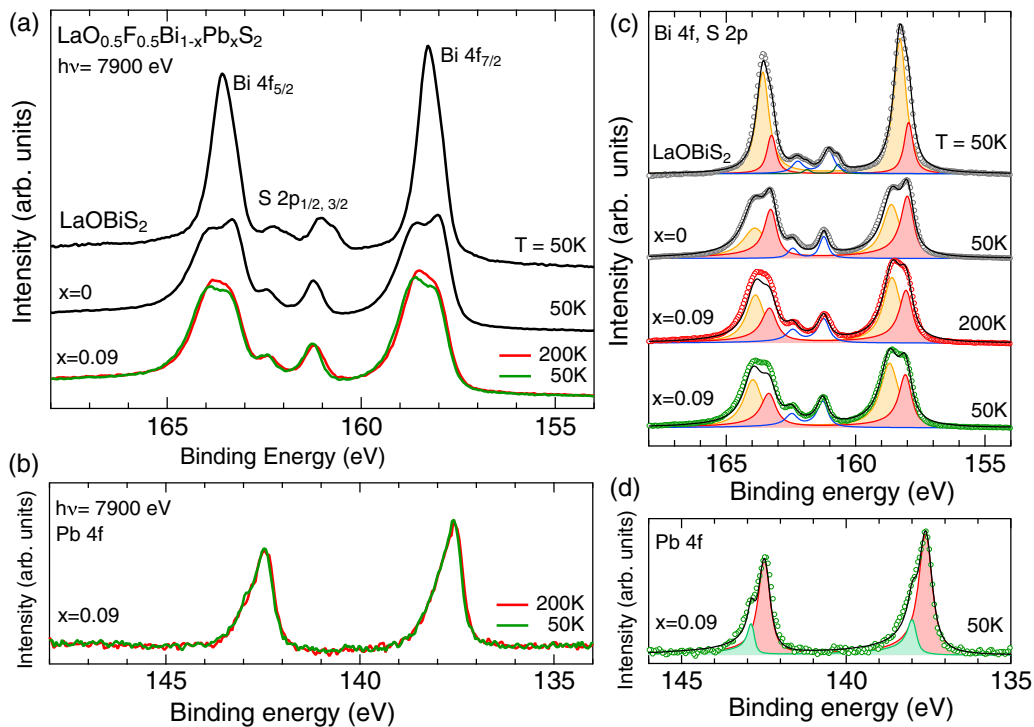 (a)
LaO0.5F0.5Bi1-xPbxS2
hν= 7900 eV
Bi 4f5/2
Bi 4f7/2
S 2p1/2, 3/2
LaOBiS2
T = 50K
x=0
50K
x=0.09
200K
50K
165
160
155
Binding Energy (eV)
Intensity (arb. units)
(b)
hν= 7900 eV
Pb 4f
x=0.09
200K
50K
145
140
135
Binding energy (eV)
Intensity (arb. units)
(c)
Bi 4f, S 2p
LaOBiS2
T = 50K
x=0
50K
x=0.09
200K
x=0.09
50K
165
160
155
Binding energy (eV)
Intensity (arb. units)
(d)
Pb 4f
x=0.09
50K
145
140
135
Binding energy (eV)
Intensity (arb. units)